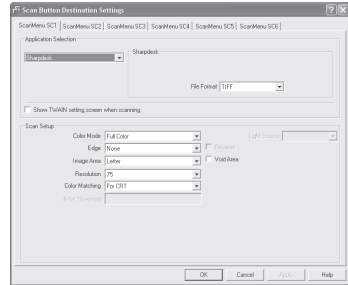 Scan Button Destination Settings
ScanMenu SC1 ScanMenu SC2 ScanMenu SC3 ScanMenu SC4 ScanMenu SC5 ScanMenu SC6
Application Selection
Sharpdesk
Sharpdesk
File Format TIFF
Show TWAIN setting screen when scanning
Scan Setup
Color Mode Full Color Light Source
Edge None Reverse
Image Area Letter Void Area
Resolution 75
Color Matching For CRT
B/W Threshold
OK Cancel Apply Help